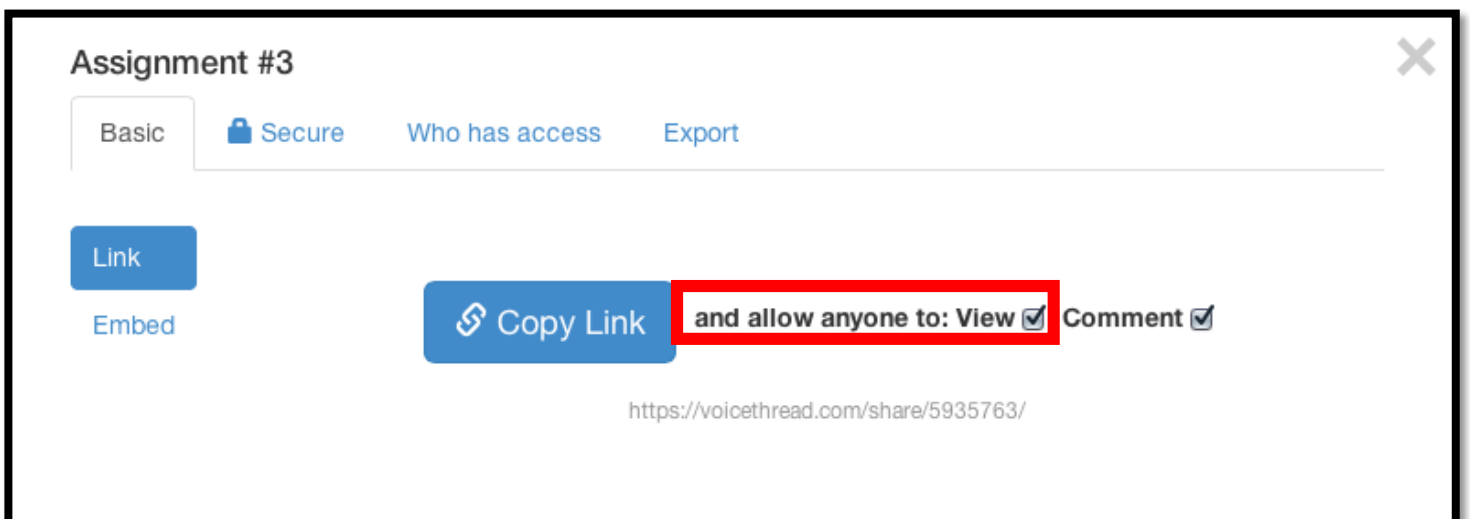 Assignment #3
Basic Secure Who has access Export
Link
Copy Link and allow anyone to: View Comment
Embed
https://voicethread.com/share/5935763/